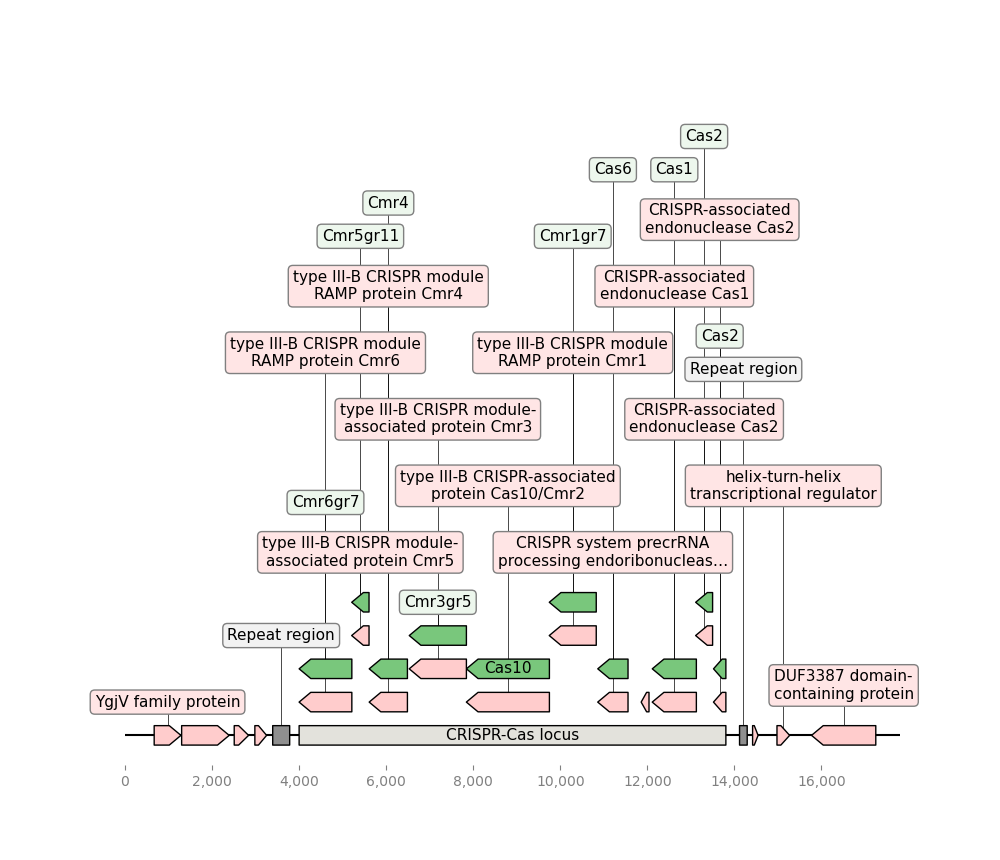 Cas2
Cas6
Cas1
Cmr4
CRISPR-associated
endonuclease Cas2
Cmr5gr11
Cmr1gr7
type III-B CRISPR module
RAMP protein Cmr4
CRISPR-associated
endonuclease Cas1
Cas2
type III-B CRISPR module
RAMP protein Cmr6
type III-B CRISPR module
RAMP protein Cmr1
Repeat region
type III-B CRISPR module-
associated protein Cmr3
CRISPR-associated
endonuclease Cas2
type III-B CRISPR-associated
protein Cas10/Cmr2
helix-turn-helix
transcriptional regulator
Cmr6gr7
type III-B CRISPR module-
associated protein Cmr5
CRISPR system precrRNA
processing endoribonucleas...
Cmr3gr5
Repeat region
Cas10
DUF3387 domain-
containing protein
YgjV family protein
CRISPR-Cas locus
0
2,000
4,000
6,000
8,000
10,000
12,000
14,000
16,000